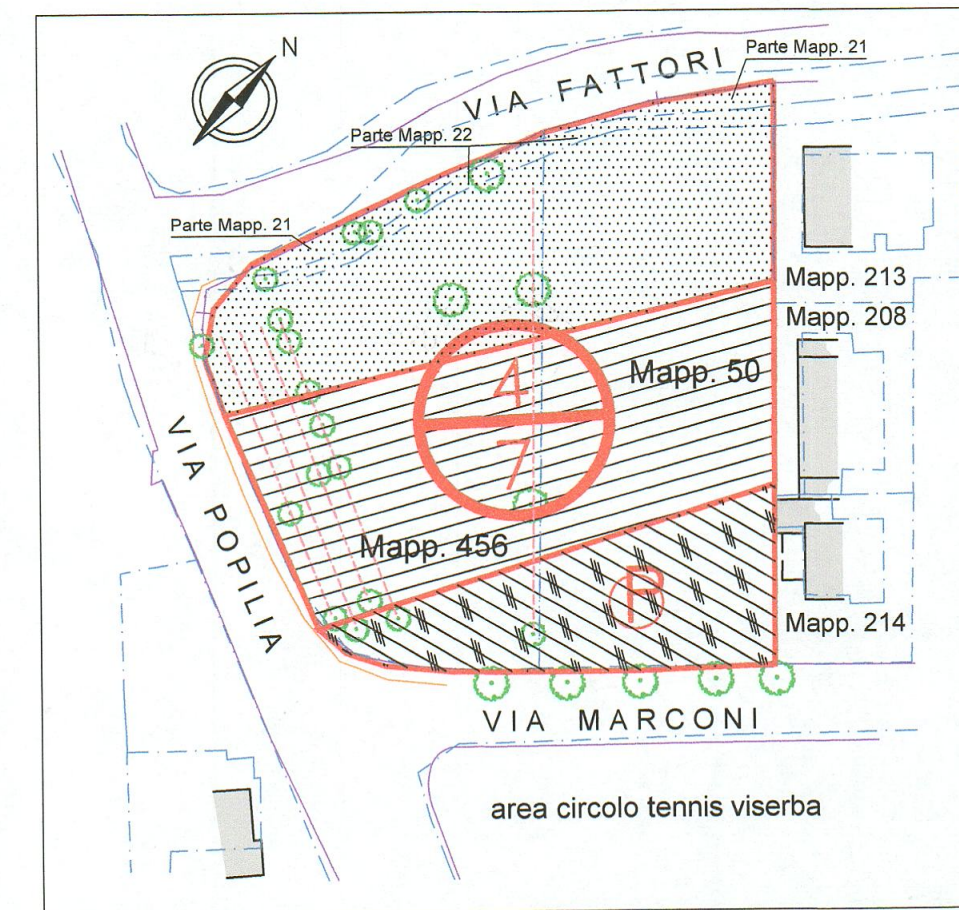 N
Parte Mapp. 21
VIA FATTORI
Parte Mapp. 22
Parte Mapp. 21
Mapp. 213
Mapp. 208
Mapp. 50
4
7
VIA POPILIA
Mapp. 456
P
Mapp. 214
VIA MARCONI
area circolo tennis viserba